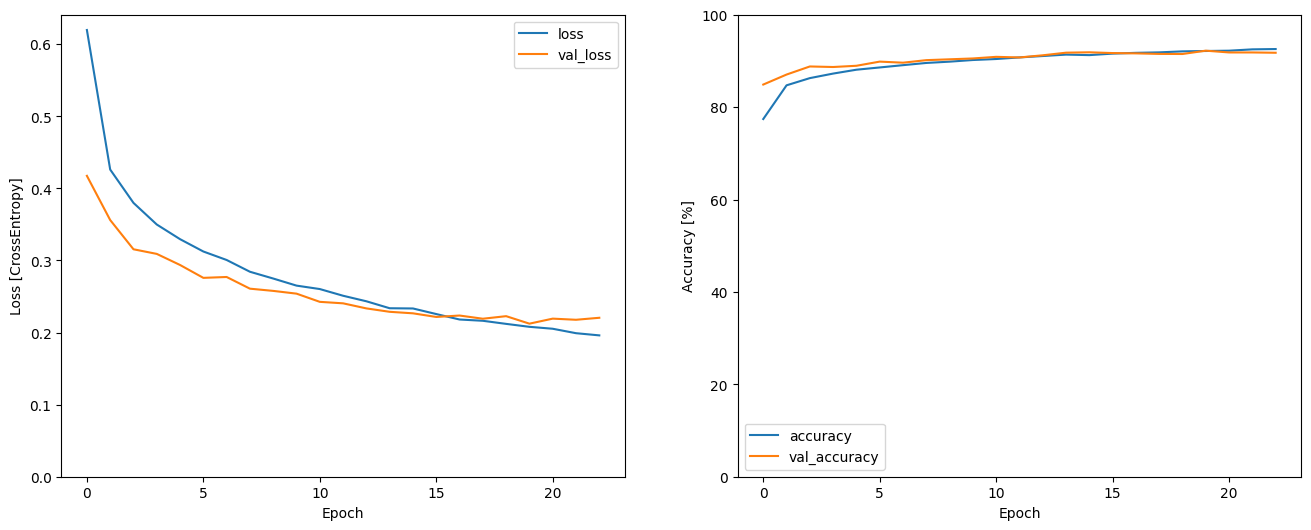 loss
val_loss
0.6
0.5
0.4
0.3
0.2
0.1
0.0
Loss [CrossEntropy]
0 5 10 15 20
Epoch
100
80
60
40
20
0
Accuracy [%]
accuracy
val_accuracy
0 5 10 15 20
Epoch